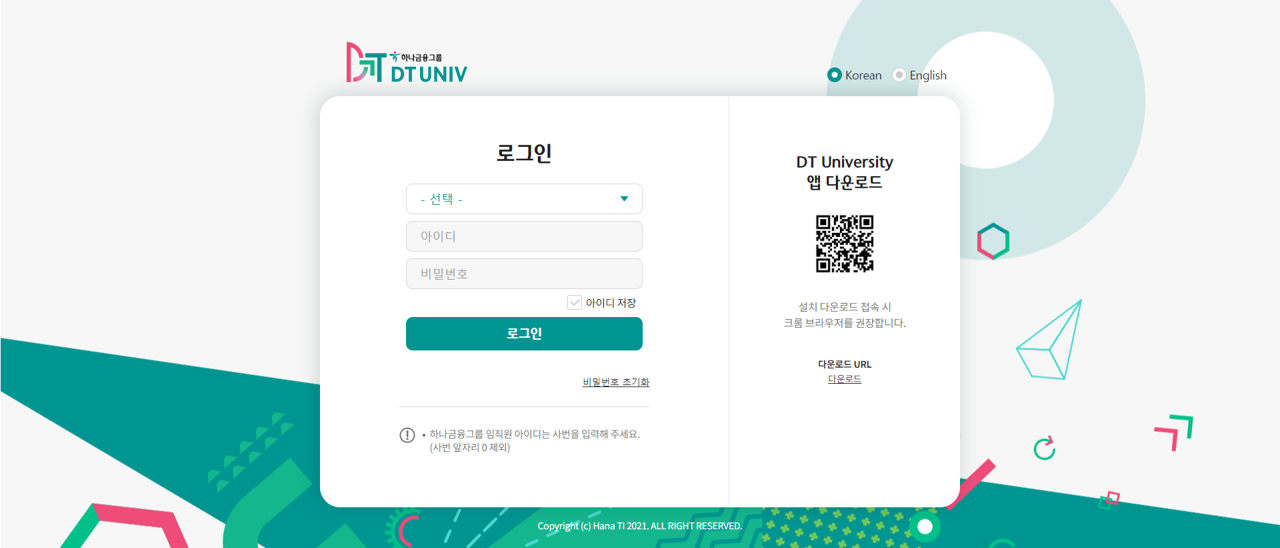 하나금융그룹
DT UNIV
Korean
English
로그인
- 선택 -
아이디
비밀번호
아이디 저장
로그인
비밀번호 초기화
• 하나금융그룹 임직원 아이디는 사번을 입력해 주세요.
(사번 앞자리 0 제외)
DT University
앱 다운로드
설치 다운로드 접속 시
크롬 브라우저를 권장합니다.
다운로드 URL
다운로드
Copyright (c) Hana TI 2021. ALL RIGHT RESERVED.